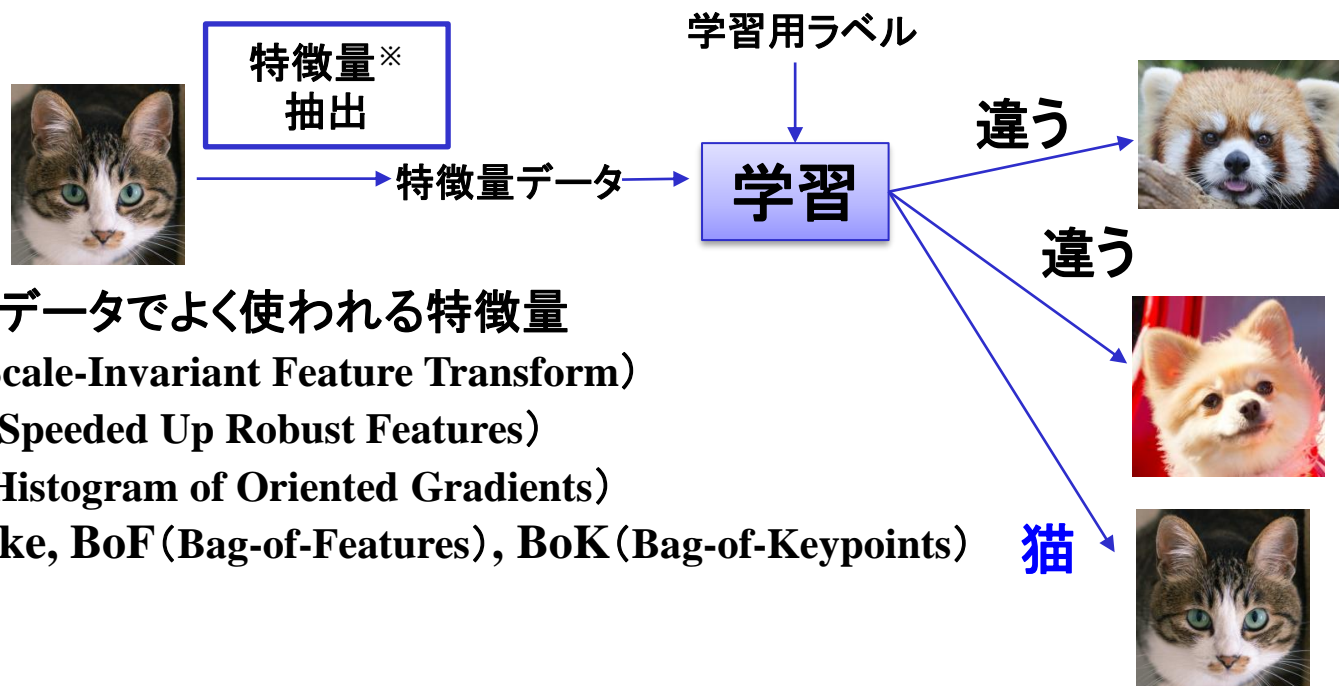 学習用ラベル
特徴量※
抽出
違う
特徴量データ
学習
違う
データでよく使われる特徴量
cale-Invariant Feature Transform）
Speeded Up Robust Features）
Histogram of Oriented Gradients）
ke, BoF（Bag-of-Features）, BoK（Bag-of-Keypoints）
猫